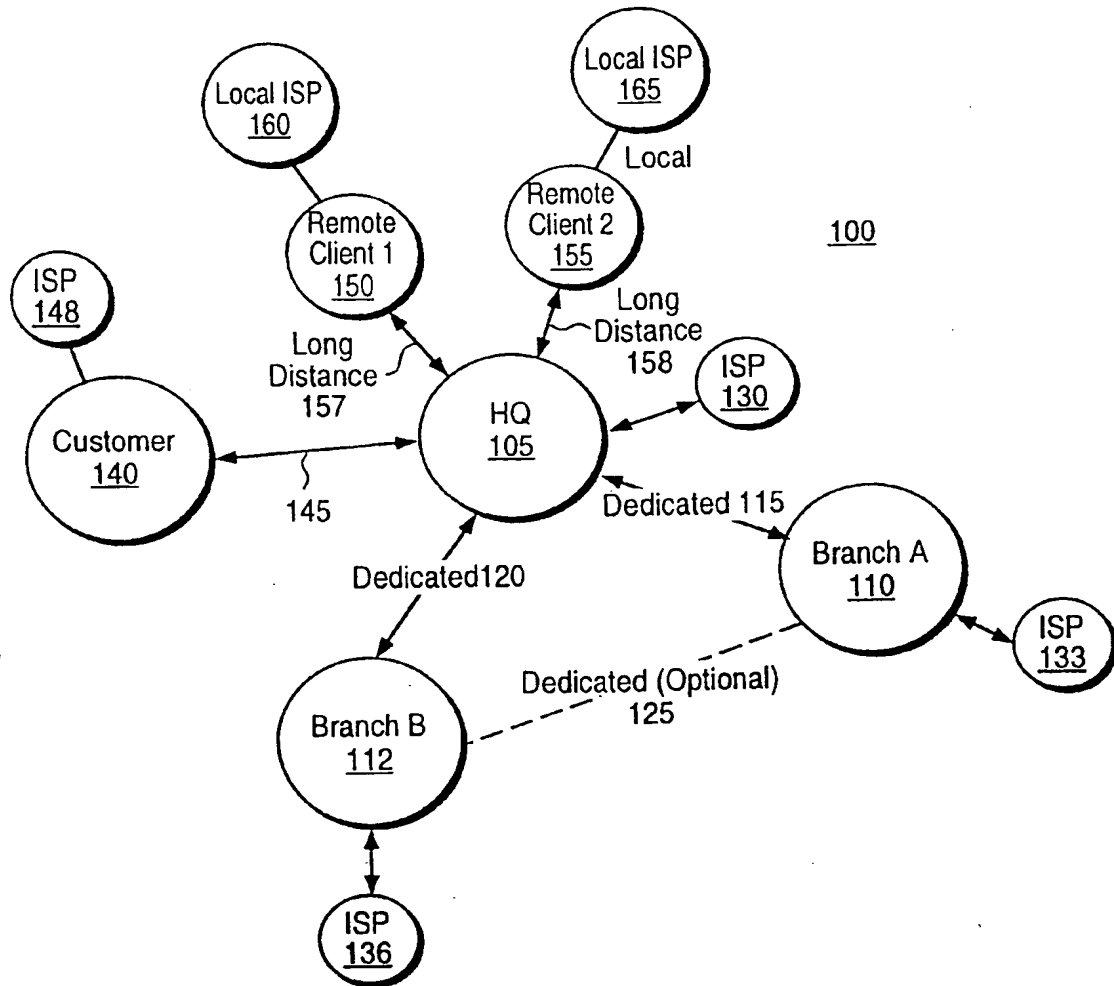 Local ISP
160
Local ISP
165
Local
Remote
Client 1
150
Remote
Client 2
155
100
ISP
148
Long
Distance
157
Long
Distance
158
ISP
130
Customer
140
HQ
105
145
Dedicated 115
Branch A
110
Dedicated120
ISP
133
Dedicated (Optional)
125
Branch B
112
ISP
136